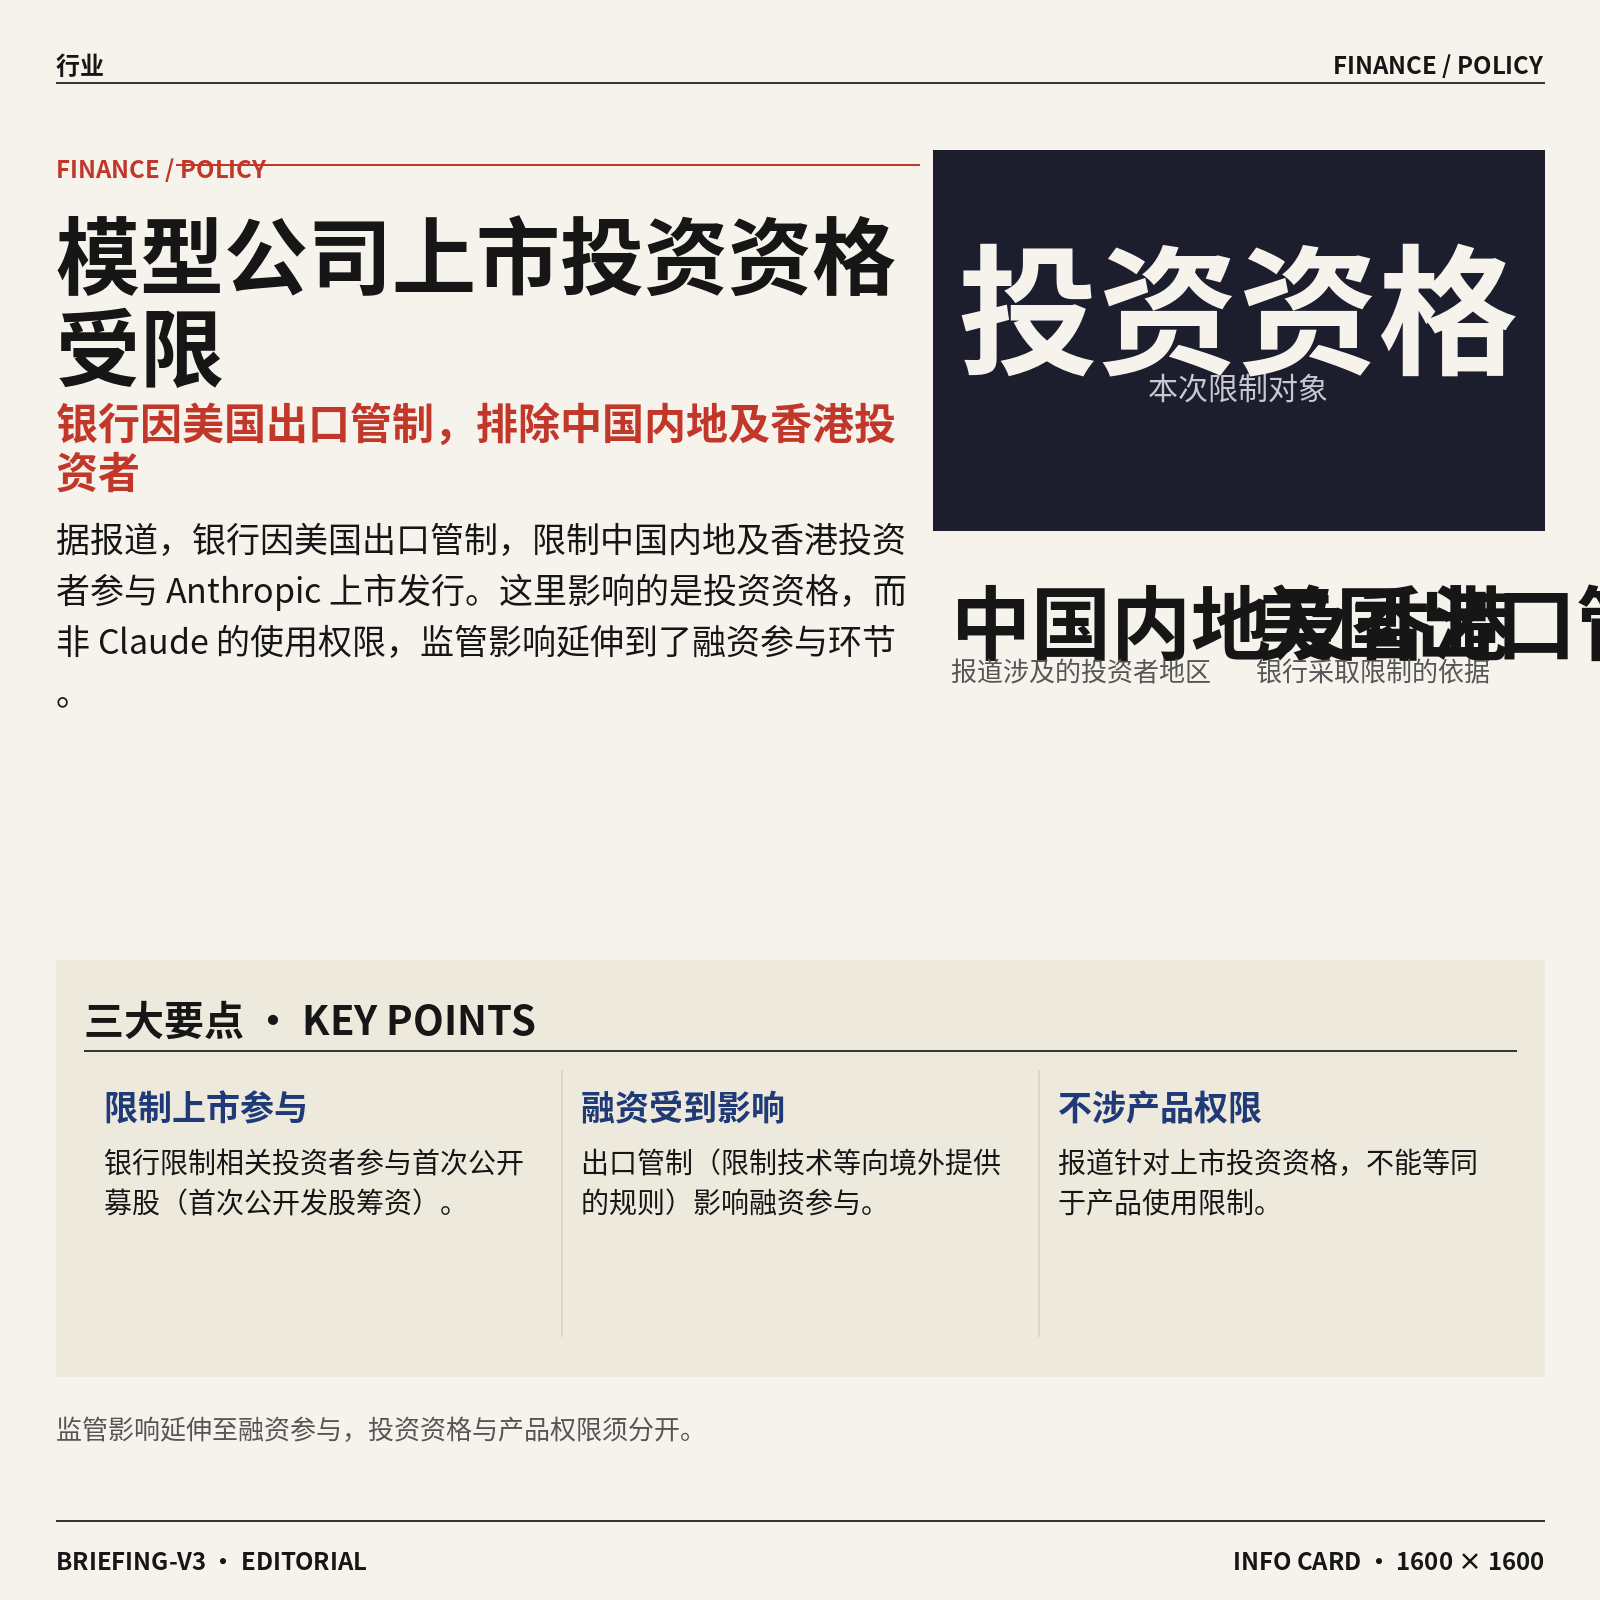 行业
FINANCE / POLICY
FINANCE / POLICY
模型公司上市投资资格
受限
银行因美国出口管制，排除中国内地及香港投
资者
据报道，银行因美国出口管制，限制中国内地及香港投资
者参与 Anthropic 上市发行。这里影响的是投资资格，而
非 Claude 的使用权限，监管影响延伸到了融资参与环节
。
投资资格
本次限制对象
中国内地及香港
美国出口
报道涉及的投资者地区
银行采取限制的依据
三大要点 · KEY POINTS
限制上市参与
银行限制相关投资者参与首次公开
募股（首次公开发股筹资）。
融资受到影响
出口管制（限制技术等向境外提供
的规则）影响融资参与。
不涉产品权限
报道针对上市投资资格，不能等同
于产品使用限制。
监管影响延伸至融资参与，投资资格与产品权限须分开。
BRIEFING-V3 · EDITORIAL
INFO CARD · 1600 × 1600